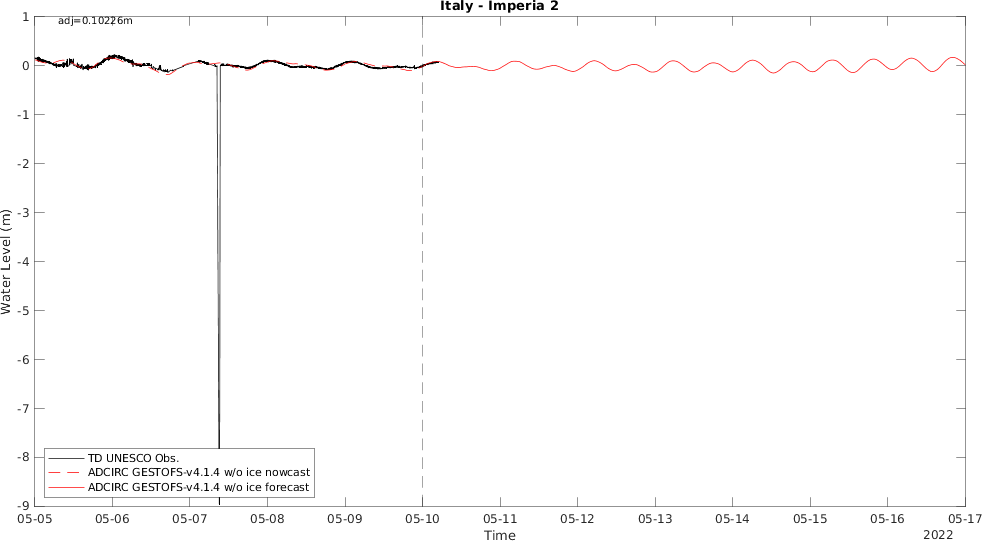 Italy - Imperia 2
adj=0.10226m
1
0
-1
-2
-3
-4
-5
-6
-7
-8
-9
Water Level (m)
TD UNESCO Obs.
ADCIRC GESTOFS-v4.1.4 w/o ice nowcast
ADCIRC GESTOFS-v4.1.4 w/o ice forecast
05-05 05-06 05-07 05-08 05-09 05-10 05-11 05-12 05-13 05-14 05-15 05-16 05-17
Time
2022